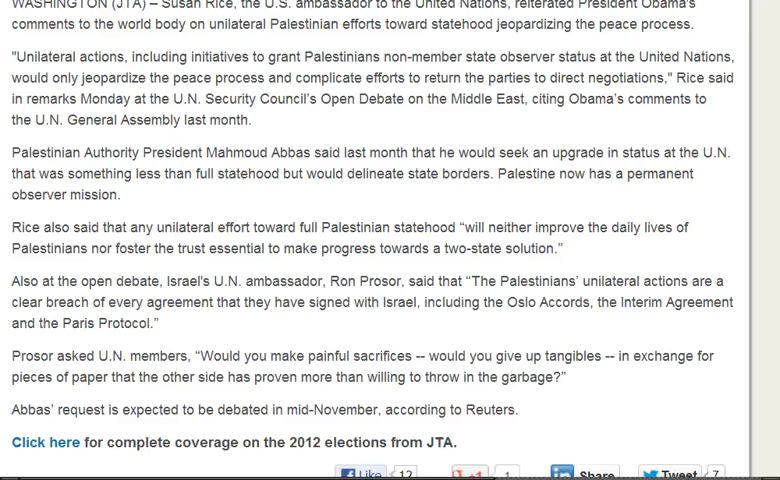 WASHINGTON (JTA) – Susan Rice, the U.S. ambassador to the United Nations, reiterated President Obama's
comments to the world body on unilateral Palestinian efforts toward statehood jeopardizing the peace process.
"Unilateral actions, including initiatives to grant Palestinians non-member state observer status at the United Nations,
would only jeopardize the peace process and complicate efforts to return the parties to direct negotiations," Rice said
in remarks Monday at the U.N. Security Council's Open Debate on the Middle East, citing Obama's comments to
the U.N. General Assembly last month.
Palestinian Authority President Mahmoud Abbas said last month that he would seek an upgrade in status at the U.N.
that was something less than full statehood but would delineate state borders. Palestine now has a permanent
observer mission.
Rice also said that any unilateral effort toward full Palestinian statehood “will neither improve the daily lives of
Palestinians nor foster the trust essential to make progress towards a two-state solution.”
Also at the open debate, Israel's U.N. ambassador, Ron Prosor, said that “The Palestinians’ unilateral actions are a
clear breach of every agreement that they have signed with Israel, including the Oslo Accords, the Interim Agreement
and the Paris Protocol.”
Prosor asked U.N. members, “Would you make painful sacrifices -- would you give up tangibles -- in exchange for
pieces of paper that the other side has proven more than willing to throw in the garbage?”
Abbas’ request is expected to be debated in mid-November, according to Reuters.
Click here for complete coverage on the 2012 elections from JTA.
Like 12 +1 1 in Share Tweet 7